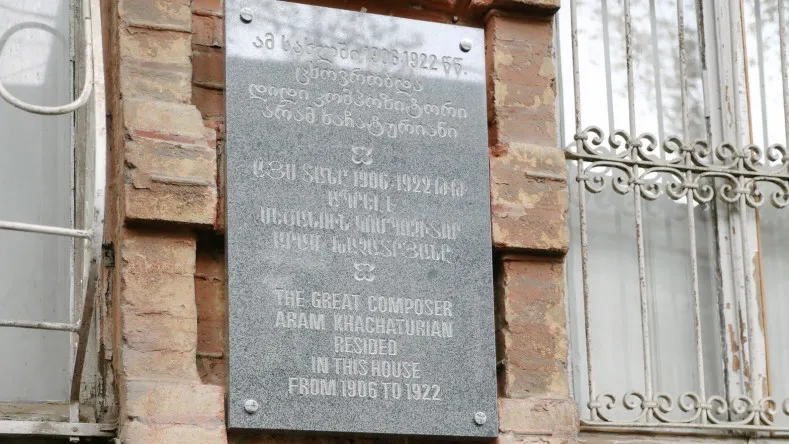 ამ სახლში 1906-1922 წწ.
ცხოვრობდა
დიდი კომპოზიტორი
არამ ხაჩატურიანი
ԱՅՍ ՏԱՆԸ 1906-1922 ԹԹ
ԱՊՐԵԼ Է
ՄԵԾԱՆՈՒՆ ԿՈՄՊՈԶԻՏՈՐ
ԱՐԱՄ ԽԱՉԱՏՐՅԱՆԸ
THE GREAT COMPOSER
ARAM KHACHATURIAN
RESIDED
IN THIS HOUSE
FROM 1906 TO 1922